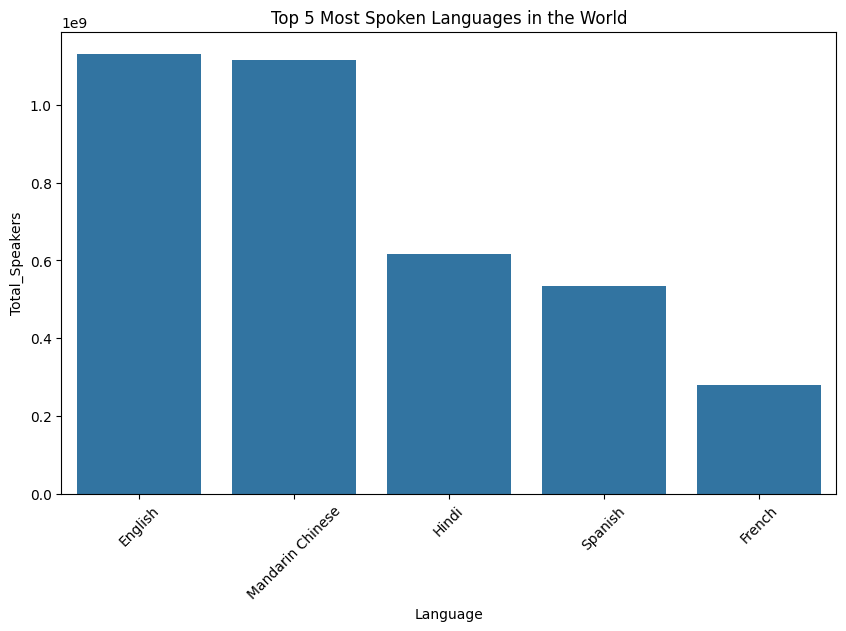 Top 5 Most Spoken Languages in the World
1e9
Total_Speakers
1.0
0.8
0.6
0.4
0.2
0.0
English
Mandarin Chinese
Hindi
Spanish
French
Language